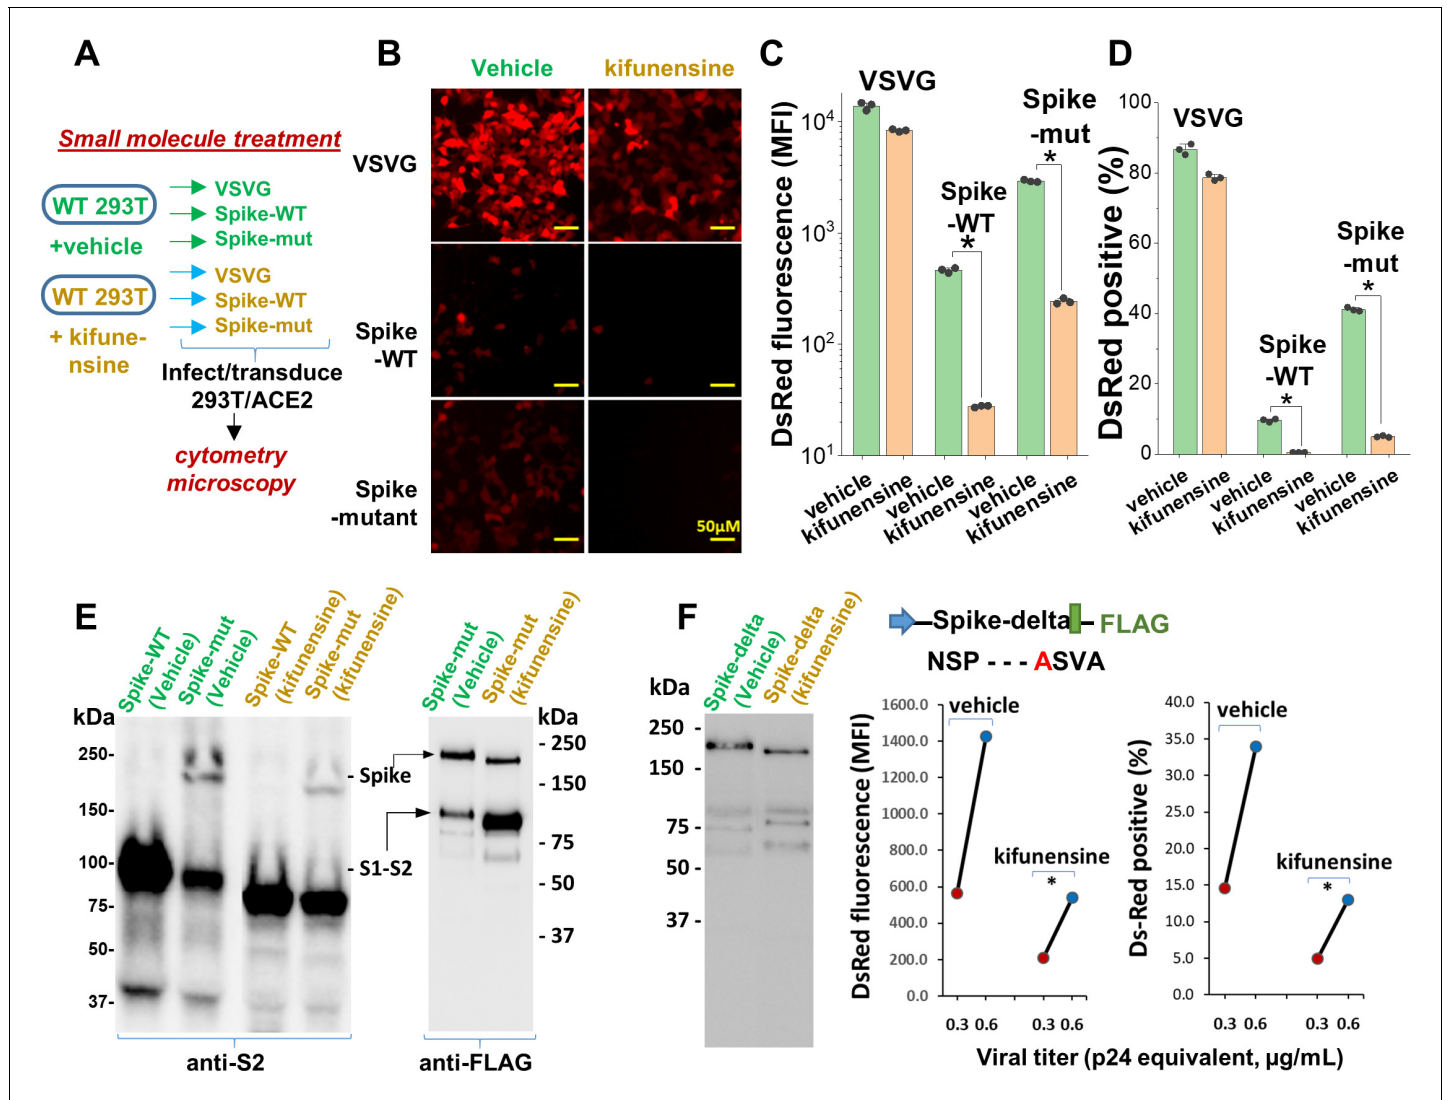 A
Small molecule treatment
WT 293T
+vehicle
VSVG
Spike-WT
Spike-mut
WT 293T
+ kifune-
nsine
VSVG
Spike-WT
Spike-mut
Infect/transduce
293T/ACE2
cytometry
microscopy
B
Vehicle
kifunensine
VSVG
Spike
-WT
Spike
-mutant
50µM
C
DsRed fluorescence (MFI)
10⁴
10³
10²
10¹
VSVG
Spike
-WT
*
Spike
-mut
*
vehicle
kifunensine
vehicle
kifunensine
vehicle
kifunensine
D
DsRed positive (%)
100
80
60
40
20
0
VSVG
Spike
-WT
*
Spike
-mut
*
vehicle
kifunensine
vehicle
kifunensine
vehicle
kifunensine
E
Spike-WT
(Vehicle)
Spike-mut
(Vehicle)
Spike-WT
(kifunensine)
Spike-mut
(kifunensine)
kDa
250-
150-
100-
75-
50-
37-
- Spike
- S1-S2
anti-S2
Spike-mut
(Vehicle)
Spike-mut
(kifunensine)
kDa
- 250
- 150
- 75
- 50
- 37
anti-FLAG
F
Spike-delta
(Vehicle)
Spike-delta
(kifunensine)
kDa
250 -
150 -
75 -
50 -
37 -
Spike-delta
FLAG
NSP - - - ASVA
DsRed fluorescence (MFI)
1600.0
1400.0
1200.0
1000.0
800.0
600.0
400.0
200.0
0.0
vehicle
kifunensine
*
0.3 0.6 0.3 0.6
Ds-Red positive (%)
40.0
35.0
30.0
25.0
20.0
15.0
10.0
5.0
0.0
vehicle
kifunensine
*
0.3 0.6 0.3 0.6
Viral titer (p24 equivalent, µg/mL)